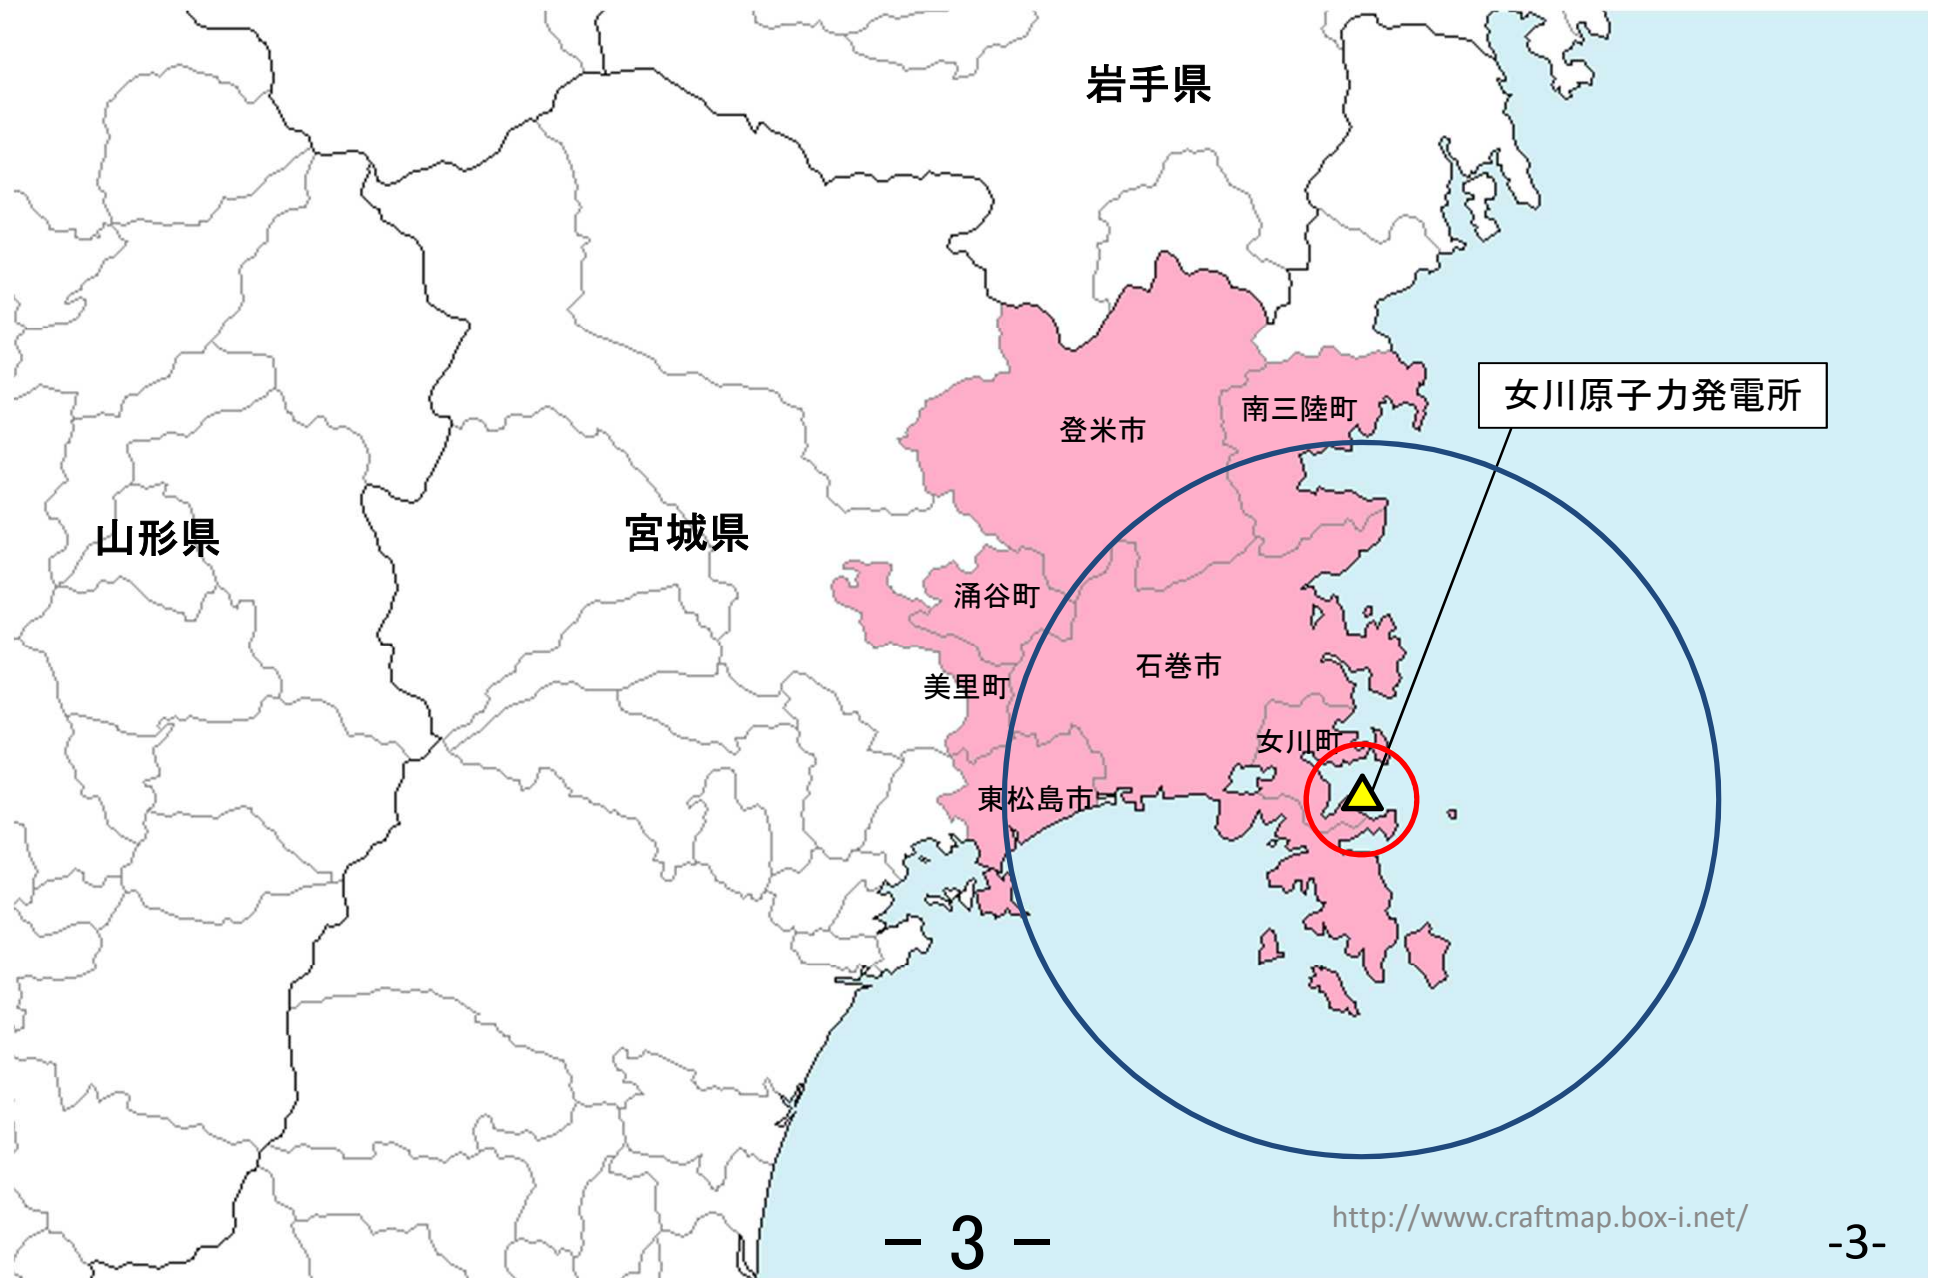 岩手県
女川原子力発電所
南三陸町
登米市
山形県
宮城県
涌谷町
石巻市
美里町
女川町
東松島市
http://www.craftmap.box-i.net/
－ 3 －
-3-